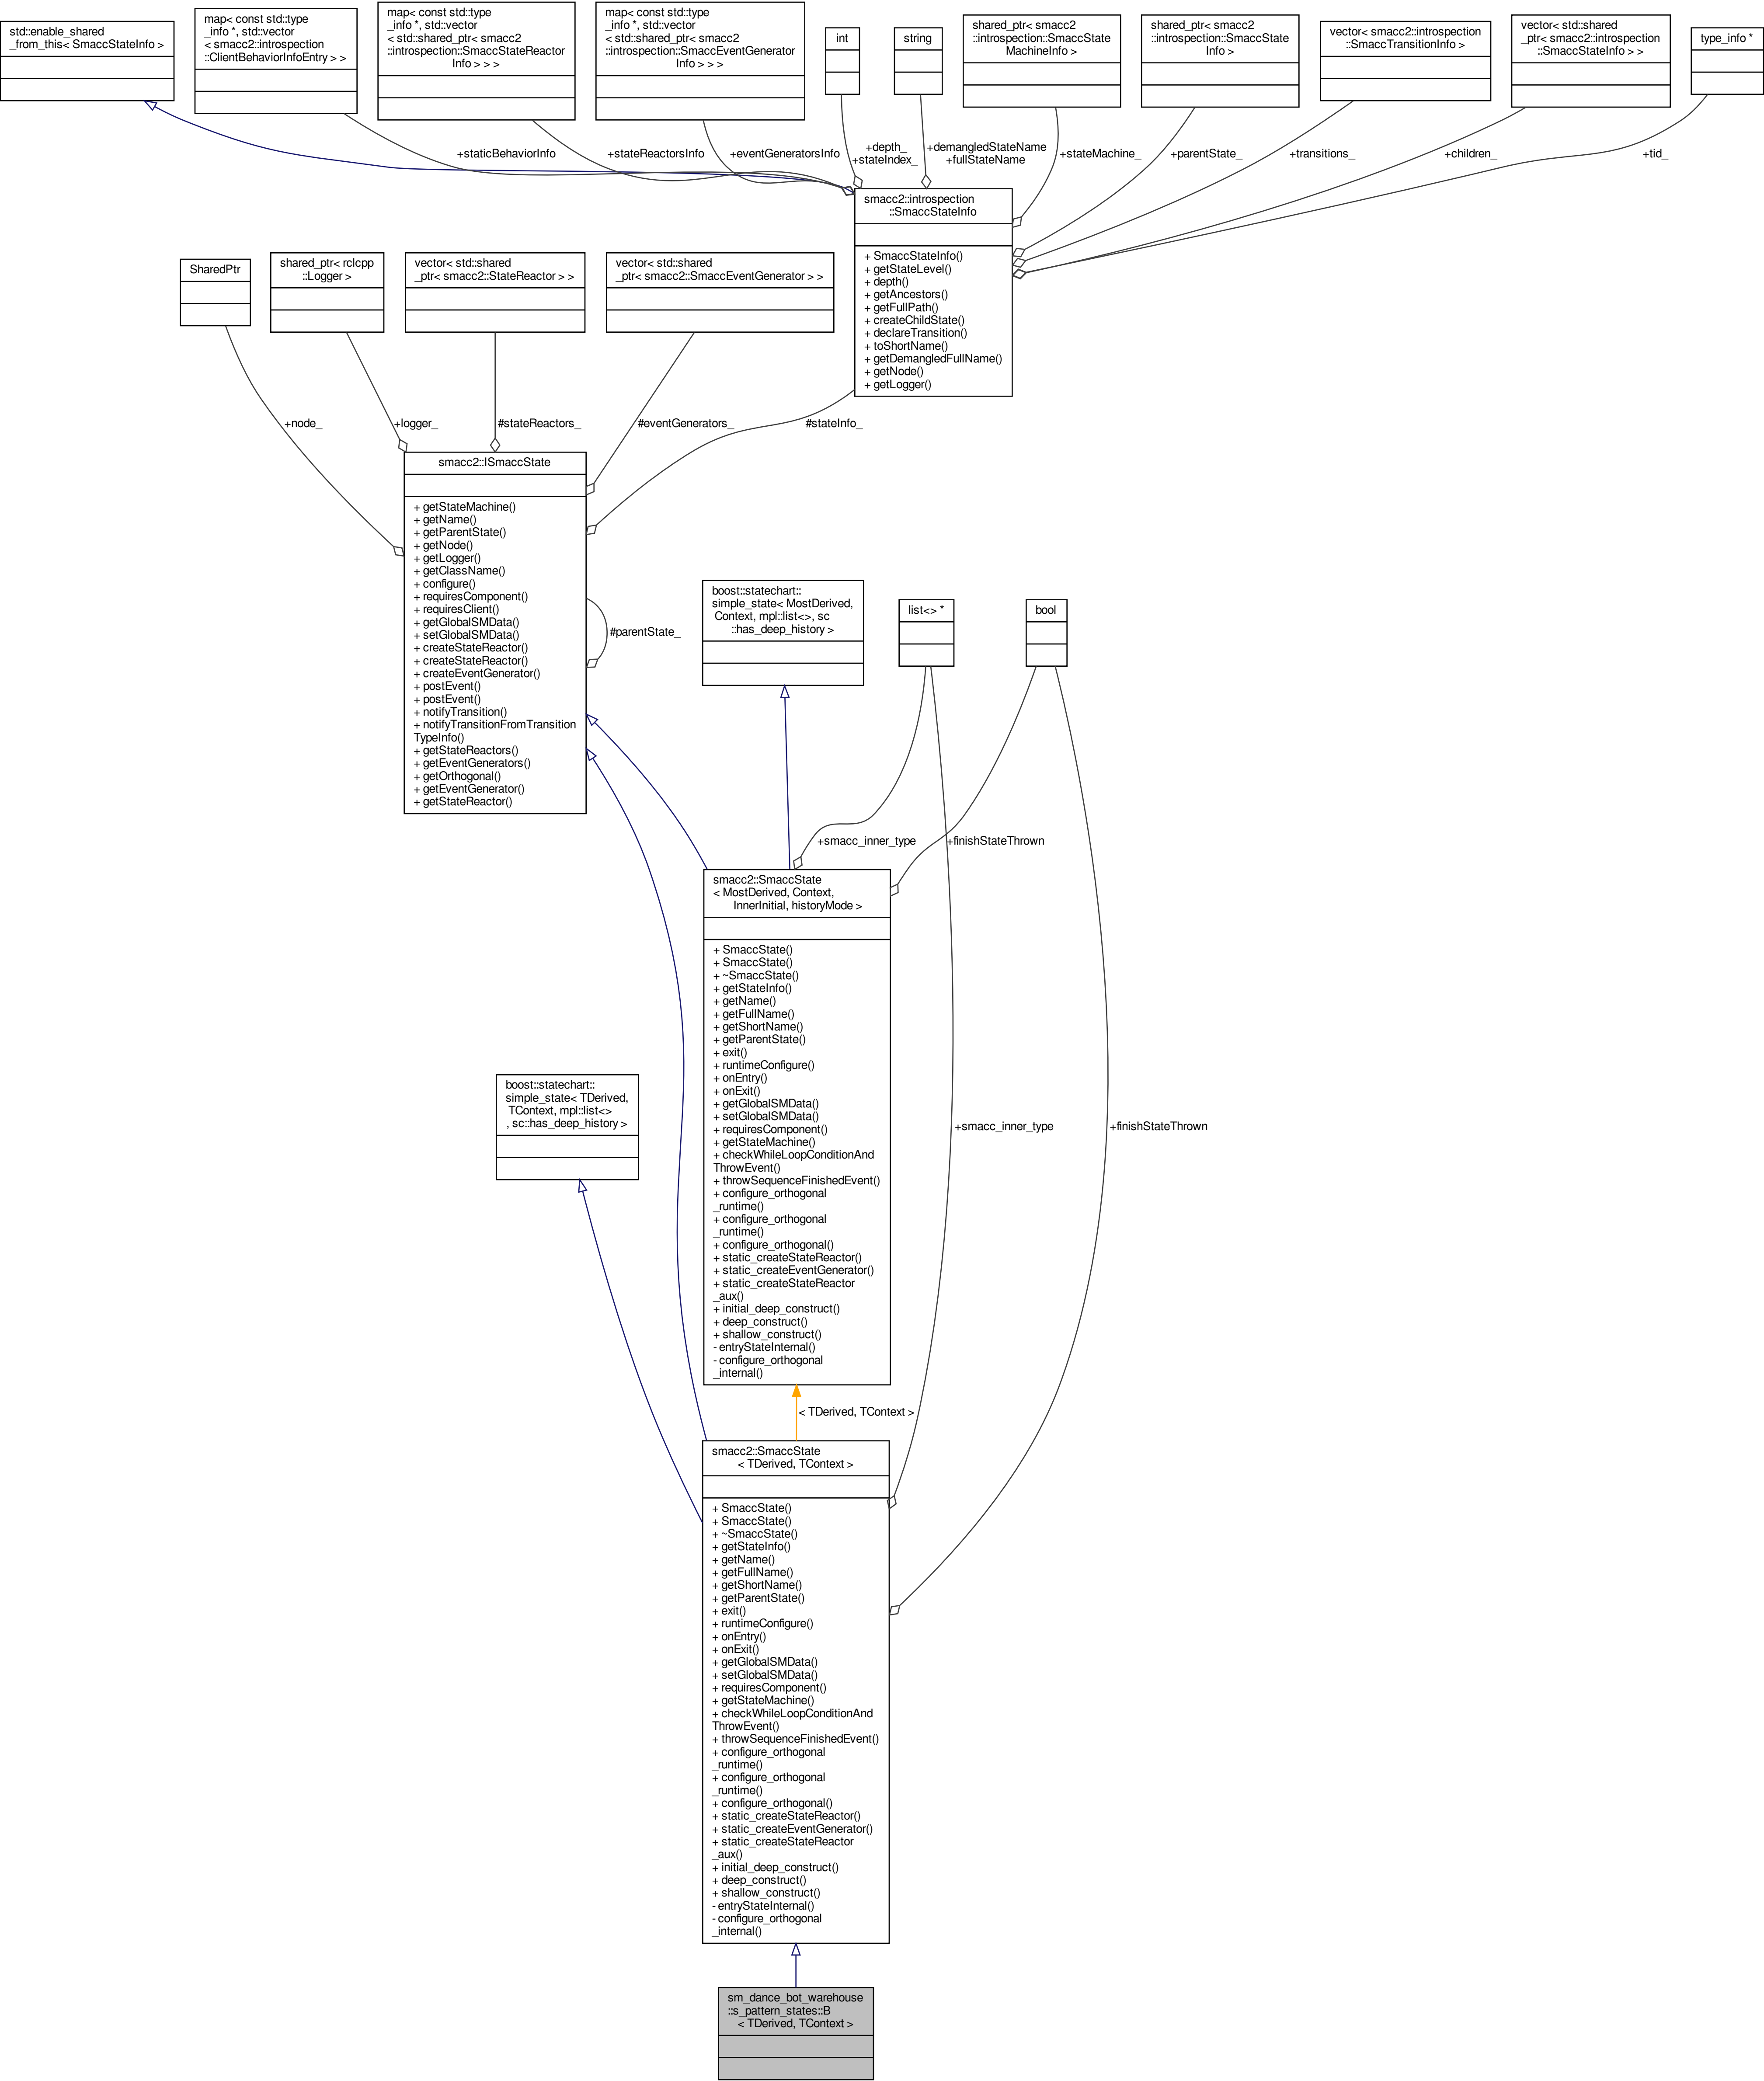 std::enable_shared
_from_this< SmaccStateInfo >
map< const std::type
_info *, std::vector
< smacc2::introspection
::ClientBehaviorInfoEntry > >
map< const std::type
_info *, std::vector
< std::shared_ptr< smacc2
::introspection::SmaccStateReactor
Info > > >
map< const std::type
_info *, std::vector
< std::shared_ptr< smacc2
::introspection::SmaccEventGenerator
Info > > >
int
string
shared_ptr< smacc2
::introspection::SmaccState
MachineInfo >
shared_ptr< smacc2
::introspection::SmaccState
Info >
vector< smacc2::introspection
::SmaccTransitionInfo >
vector< std::shared
_ptr< smacc2::introspection
::SmaccStateInfo > >
type_info *
+staticBehaviorInfo
+stateReactorsInfo
+eventGeneratorsInfo
+depth_
+stateIndex_
+demangledStateName
+fullStateName
+stateMachine_
+parentState_
+transitions_
+children_
+tid_
smacc2::introspection
::SmaccStateInfo
+ SmaccStateInfo()
+ getStateLevel()
+ depth()
+ getAncestors()
+ getFullPath()
+ createChildState()
+ declareTransition()
+ toShortName()
+ getDemangledFullName()
+ getNode()
+ getLogger()
SharedPtr
shared_ptr< rclcpp
::Logger >
vector< std::shared
_ptr< smacc2::StateReactor > >
vector< std::shared
_ptr< smacc2::SmaccEventGenerator > >
+node_
+logger_
#stateReactors_
#eventGenerators_
#stateInfo_
smacc2::ISmaccState
+ getStateMachine()
+ getName()
+ getParentState()
+ getNode()
+ getLogger()
+ getClassName()
+ configure()
+ requiresComponent()
+ requiresClient()
+ getGlobalSMData()
+ setGlobalSMData()
+ createStateReactor()
+ createStateReactor()
+ createEventGenerator()
+ postEvent()
+ postEvent()
+ notifyTransition()
+ notifyTransitionFromTransition
TypeInfo()
+ getStateReactors()
+ getEventGenerators()
+ getOrthogonal()
+ getEventGenerator()
+ getStateReactor()
#parentState_
boost::statechart::
simple_state< MostDerived,
Context, mpl::list<>, sc
::has_deep_history >
list<> *
bool
+smacc_inner_type
+finishStateThrown
smacc2::SmaccState
< MostDerived, Context,
InnerInitial, historyMode >
+ SmaccState()
+ SmaccState()
+ ~SmaccState()
+ getStateInfo()
+ getName()
+ getFullName()
+ getShortName()
+ getParentState()
+ exit()
+ runtimeConfigure()
+ onEntry()
+ onExit()
+ getGlobalSMData()
+ setGlobalSMData()
+ requiresComponent()
+ getStateMachine()
+ checkWhileLoopConditionAnd
ThrowEvent()
+ throwSequenceFinishedEvent()
+ configure_orthogonal
_runtime()
+ configure_orthogonal
_runtime()
+ configure_orthogonal()
+ static_createStateReactor()
+ static_createEventGenerator()
+ static_createStateReactor
_aux()
+ initial_deep_construct()
+ deep_construct()
+ shallow_construct()
- entryStateInternal()
- configure_orthogonal
_internal()
boost::statechart::
simple_state< TDerived,
TContext, mpl::list<>
, sc::has_deep_history >
+smacc_inner_type
+finishStateThrown
< TDerived, TContext >
smacc2::SmaccState
< TDerived, TContext >
+ SmaccState()
+ SmaccState()
+ ~SmaccState()
+ getStateInfo()
+ getName()
+ getFullName()
+ getShortName()
+ getParentState()
+ exit()
+ runtimeConfigure()
+ onEntry()
+ onExit()
+ getGlobalSMData()
+ setGlobalSMData()
+ requiresComponent()
+ getStateMachine()
+ checkWhileLoopConditionAnd
ThrowEvent()
+ throwSequenceFinishedEvent()
+ configure_orthogonal
_runtime()
+ configure_orthogonal
_runtime()
+ configure_orthogonal()
+ static_createStateReactor()
+ static_createEventGenerator()
+ static_createStateReactor
_aux()
+ initial_deep_construct()
+ deep_construct()
+ shallow_construct()
- entryStateInternal()
- configure_orthogonal
_internal()
sm_dance_bot_warehouse
::s_pattern_states::B
< TDerived, TContext >